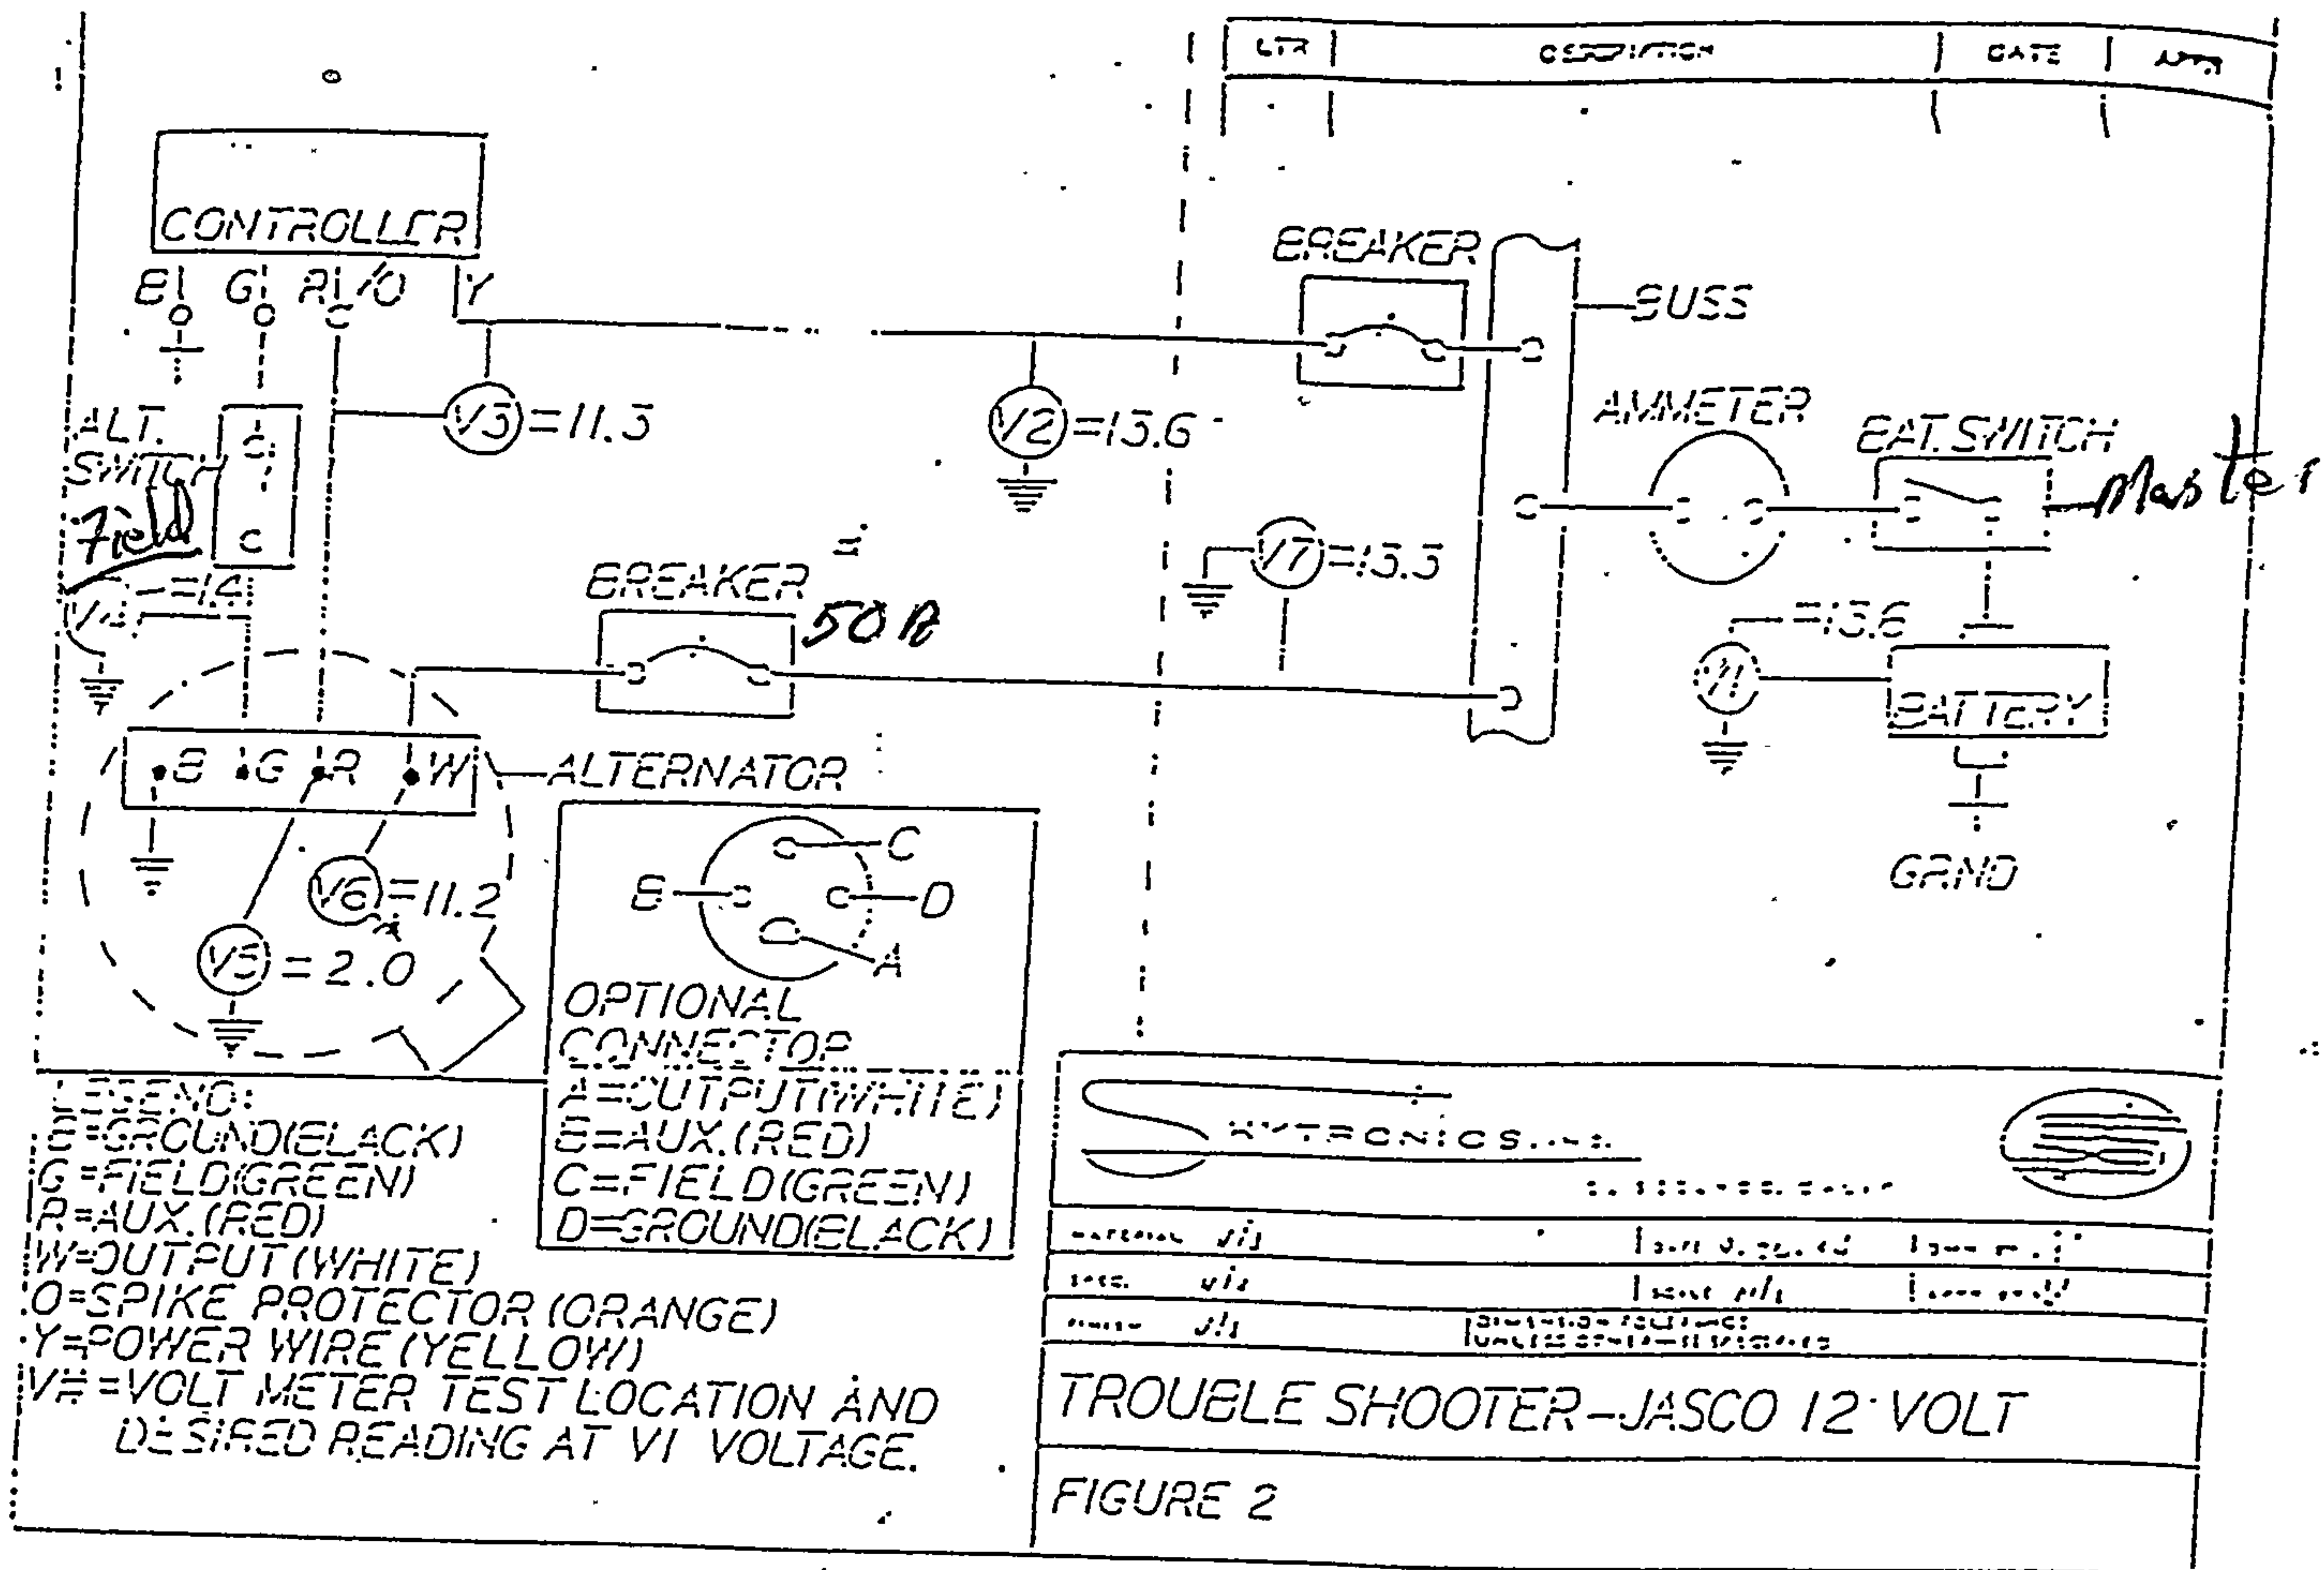 LTR DESCRIPTION DATE APPR
CONTROLLER
B G R/O Y
BREAKER
BUSS
V3=11.3
V2=13.6
AMMETER
BAT. SWITCH
Master
ALT.
SWITCH
Field
V4=1.4
BREAKER
50A
V7=13.3
V1=13.6
BATTERY
GRND
B G R W
ALTERNATOR
V6=11.2
V5=2.0
C
B
D
A
OPTIONAL
CONNECTOR
A=OUTPUT(WHITE)
B=AUX.(RED)
C=FIELD(GREEN)
D=GROUND(BLACK)
LEGEND:
B=GROUND(BLACK)
G=FIELD(GREEN)
R=AUX.(RED)
W=OUTPUT(WHITE)
O=SPIKE PROTECTOR(ORANGE)
Y=POWER WIRE(YELLOW)
V#=VOLT METER TEST LOCATION AND
DESIRED READING AT V1 VOLTAGE.
SKYTRONICS
TROUBLE SHOOTER-JASCO 12 VOLT
FIGURE 2